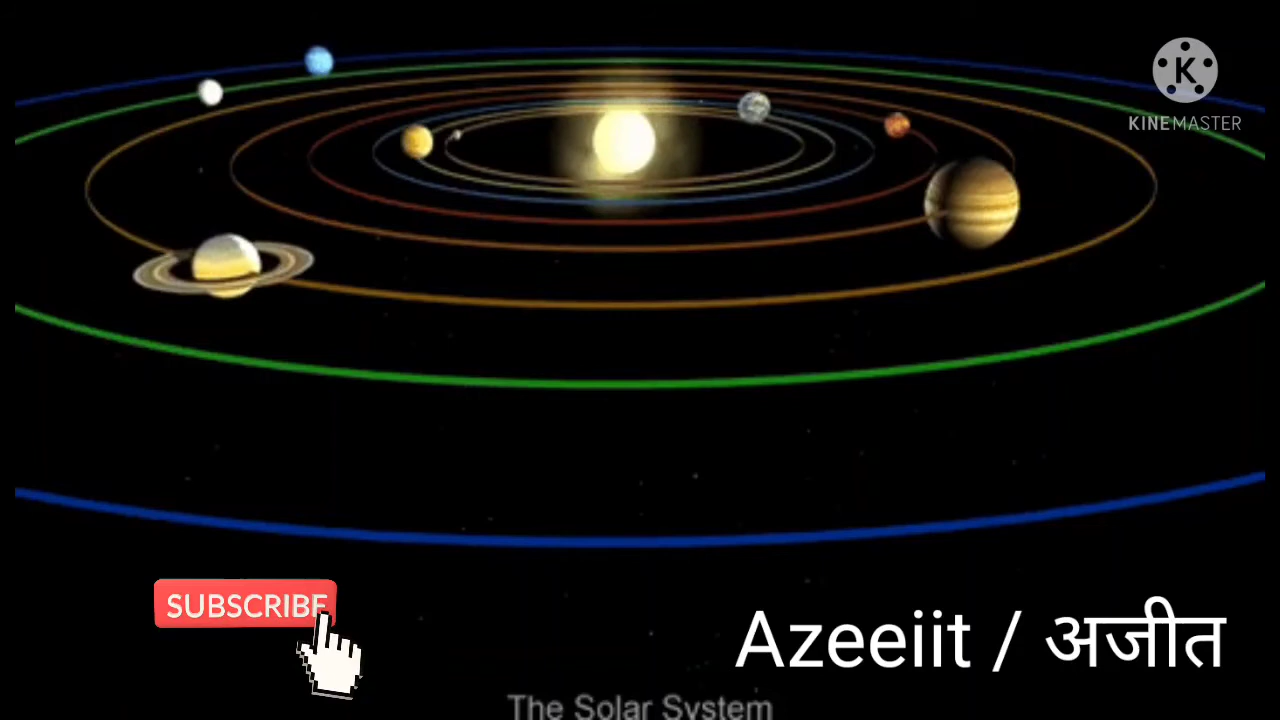 K
KINEMASTER
SUBSCRIBE
Azeeiit / अजीत
The Solar System